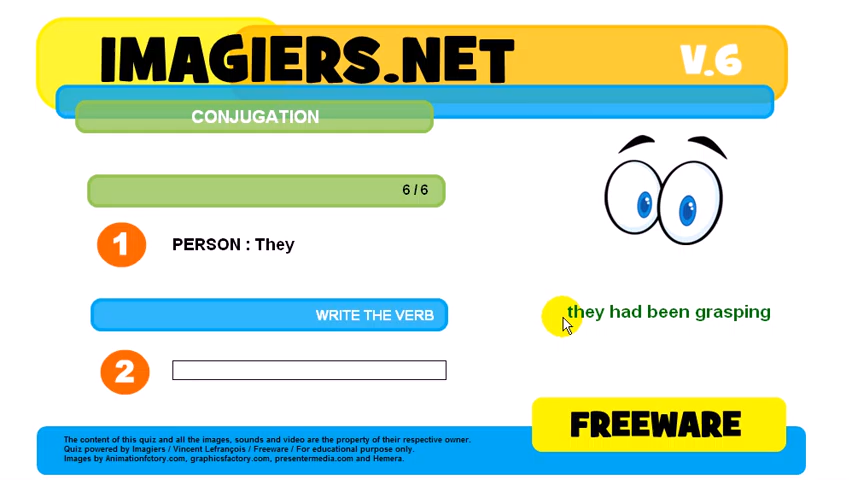 IMAGIERS.NET
V.6
CONJUGATION
6 / 6
1
PERSON : They
WRITE THE VERB
they had been grasping
2
FREEWARE
The content of this quiz and all the images, sounds and video are the property of their respective owner.
Quiz powered by Imagiers / Vincent Lefrançois / Freeware / For educational purpose only.
Images by Animationfctory.com, graphicsfactory.com, presentermedia.com and Hemera.